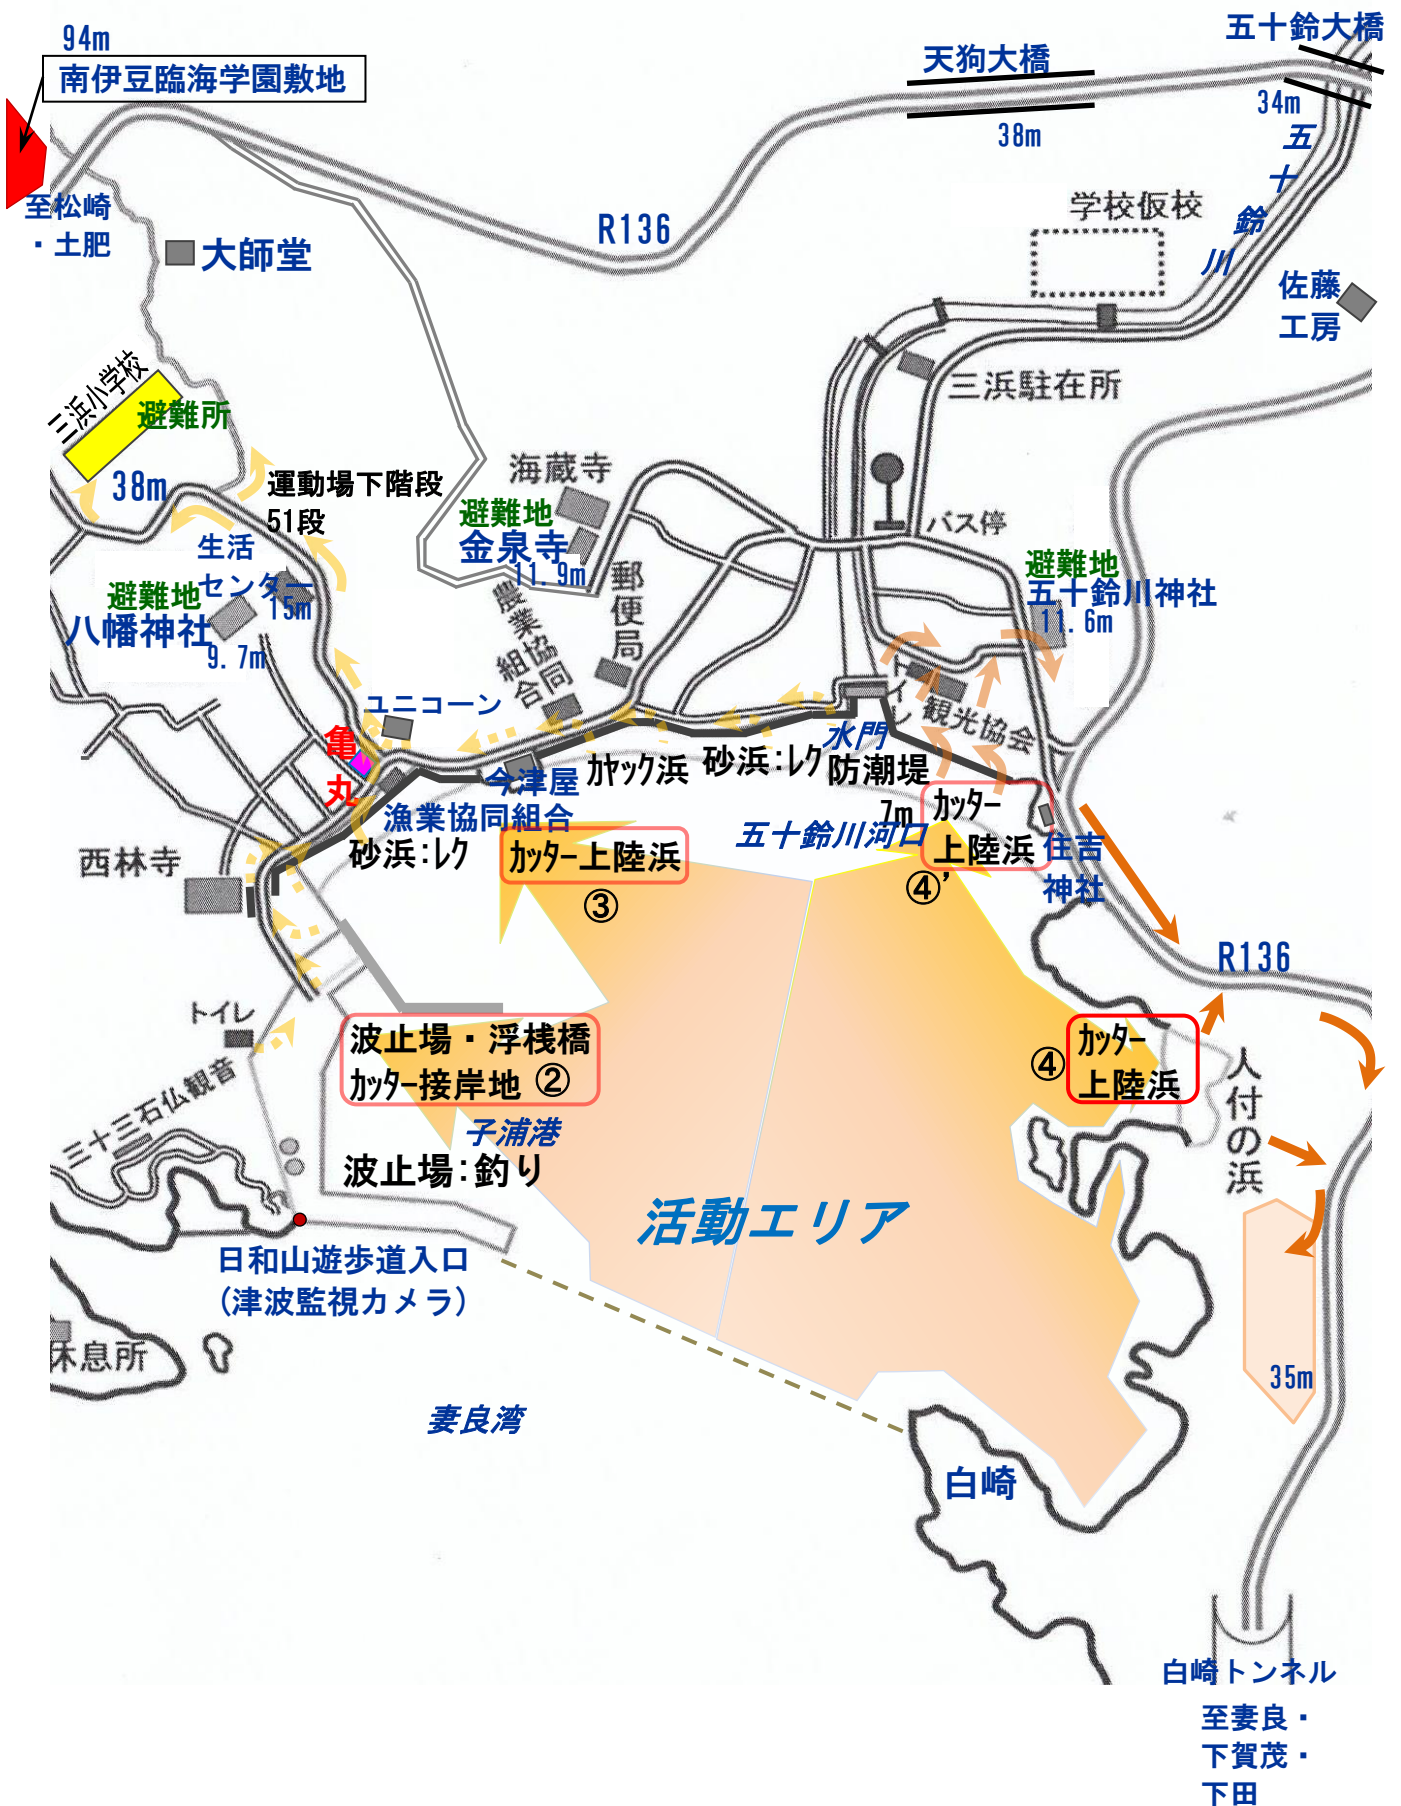 94m
南伊豆臨海学園敷地
至松崎
・土肥
大師堂
R136
天狗大橋
38m
五十鈴大橋
34m
五十鈴川
学校仮校
佐藤
工房
三浜駐在所
三浜小学校
避難所
38m
運動場下階段
51段
海蔵寺
避難地
金泉寺
11.9m
バス停
避難地
五十鈴川神社
11.6m
生活
センター
15m
避難地
八幡神社
9.7m
郵便局
農業協同
組合
トイレ
観光協会
ユニコーン
亀丸
水門
今津屋
ｶﾔｯｸ浜
砂浜:ﾚｸ
防潮堤
7m
漁業協同組合
砂浜:ﾚｸ
五十鈴川河口
ｶｯﾀｰ
上陸浜
④’
住吉
神社
西林寺
ｶｯﾀｰ上陸浜
③
R136
トイレ
波止場・浮桟橋
ｶｯﾀｰ接岸地 ②
④
ｶｯﾀｰ
上陸浜
人付の浜
三十三石仏観音
子浦港
波止場:釣り
活動エリア
日和山遊歩道入口
(津波監視カメラ)
休息所
35m
妻良湾
白崎
白崎トンネル
至妻良・
下賀茂・
下田